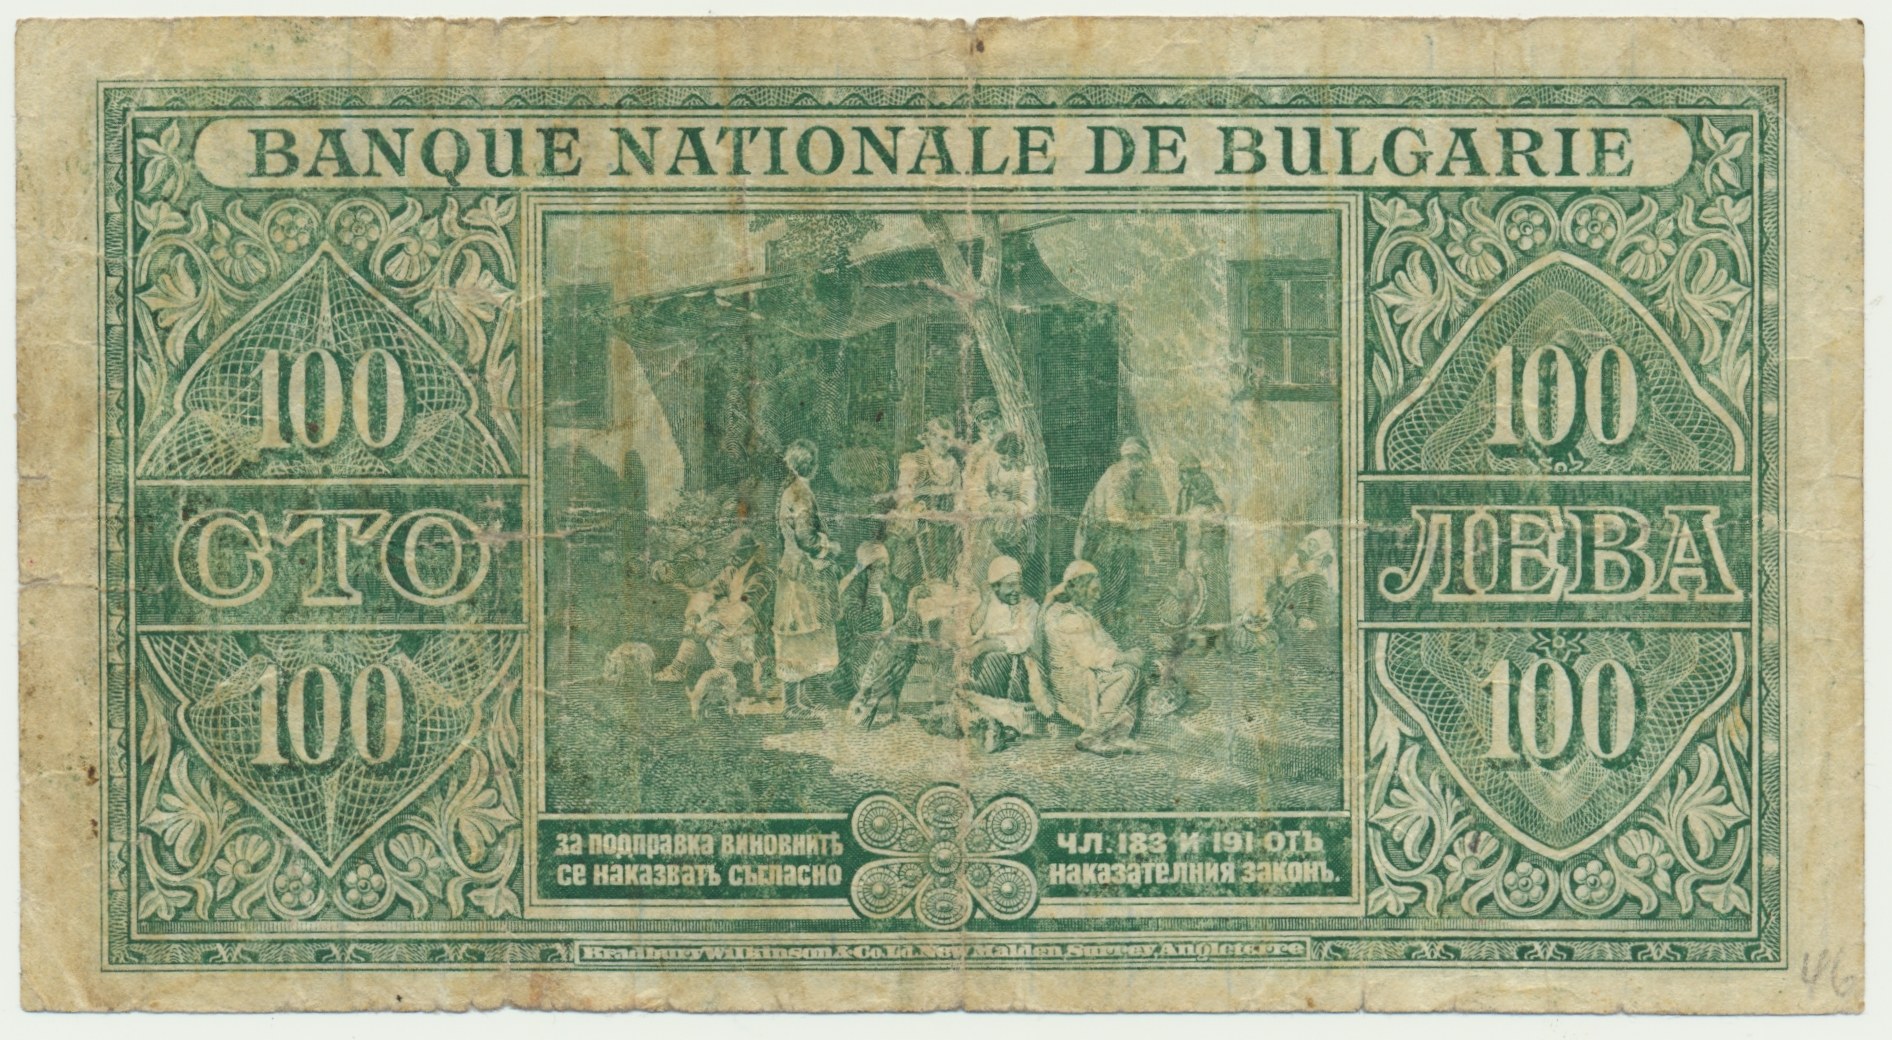 BANQUE NATIONALE DE BULGARIE
100
100
СТО
ЛЕВА
100
100
за подправка виновнитѣ
се наказватъ съгласно
чл. 183 и 191 отъ
наказателния законъ.
Bradbury, Wilkinson & Co. Ld. New Malden, Surrey, Angleterre
46